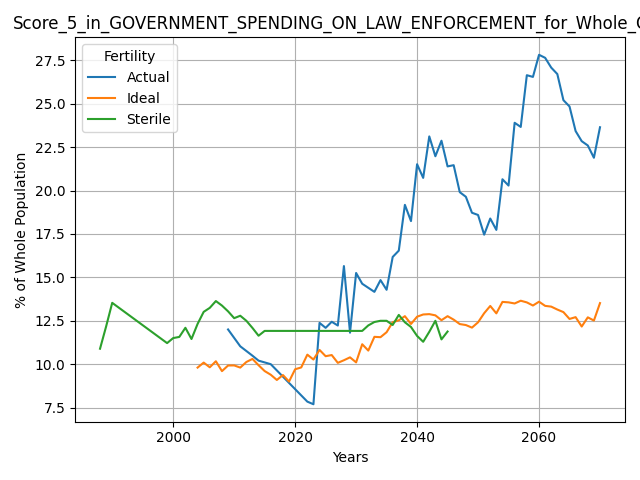 Score_5_in_GOVERNMENT_SPENDING_ON_LAW_ENFORCEMENT_for_Whole_
Fertility
Actual
Ideal
Sterile
27.5
25.0
22.5
20.0
17.5
15.0
12.5
10.0
7.5
% of Whole Population
2000 2020 2040 2060
Years